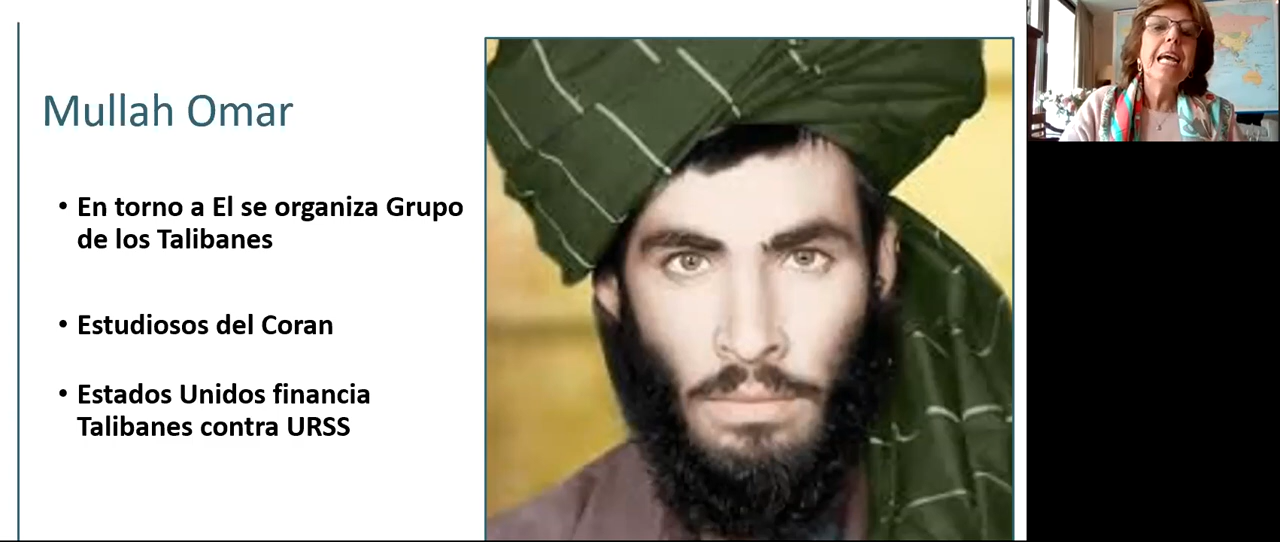 Mullah Omar
• En torno a El se organiza Grupo
de los Talibanes
• Estudiosos del Coran
• Estados Unidos financia
Talibanes contra URSS